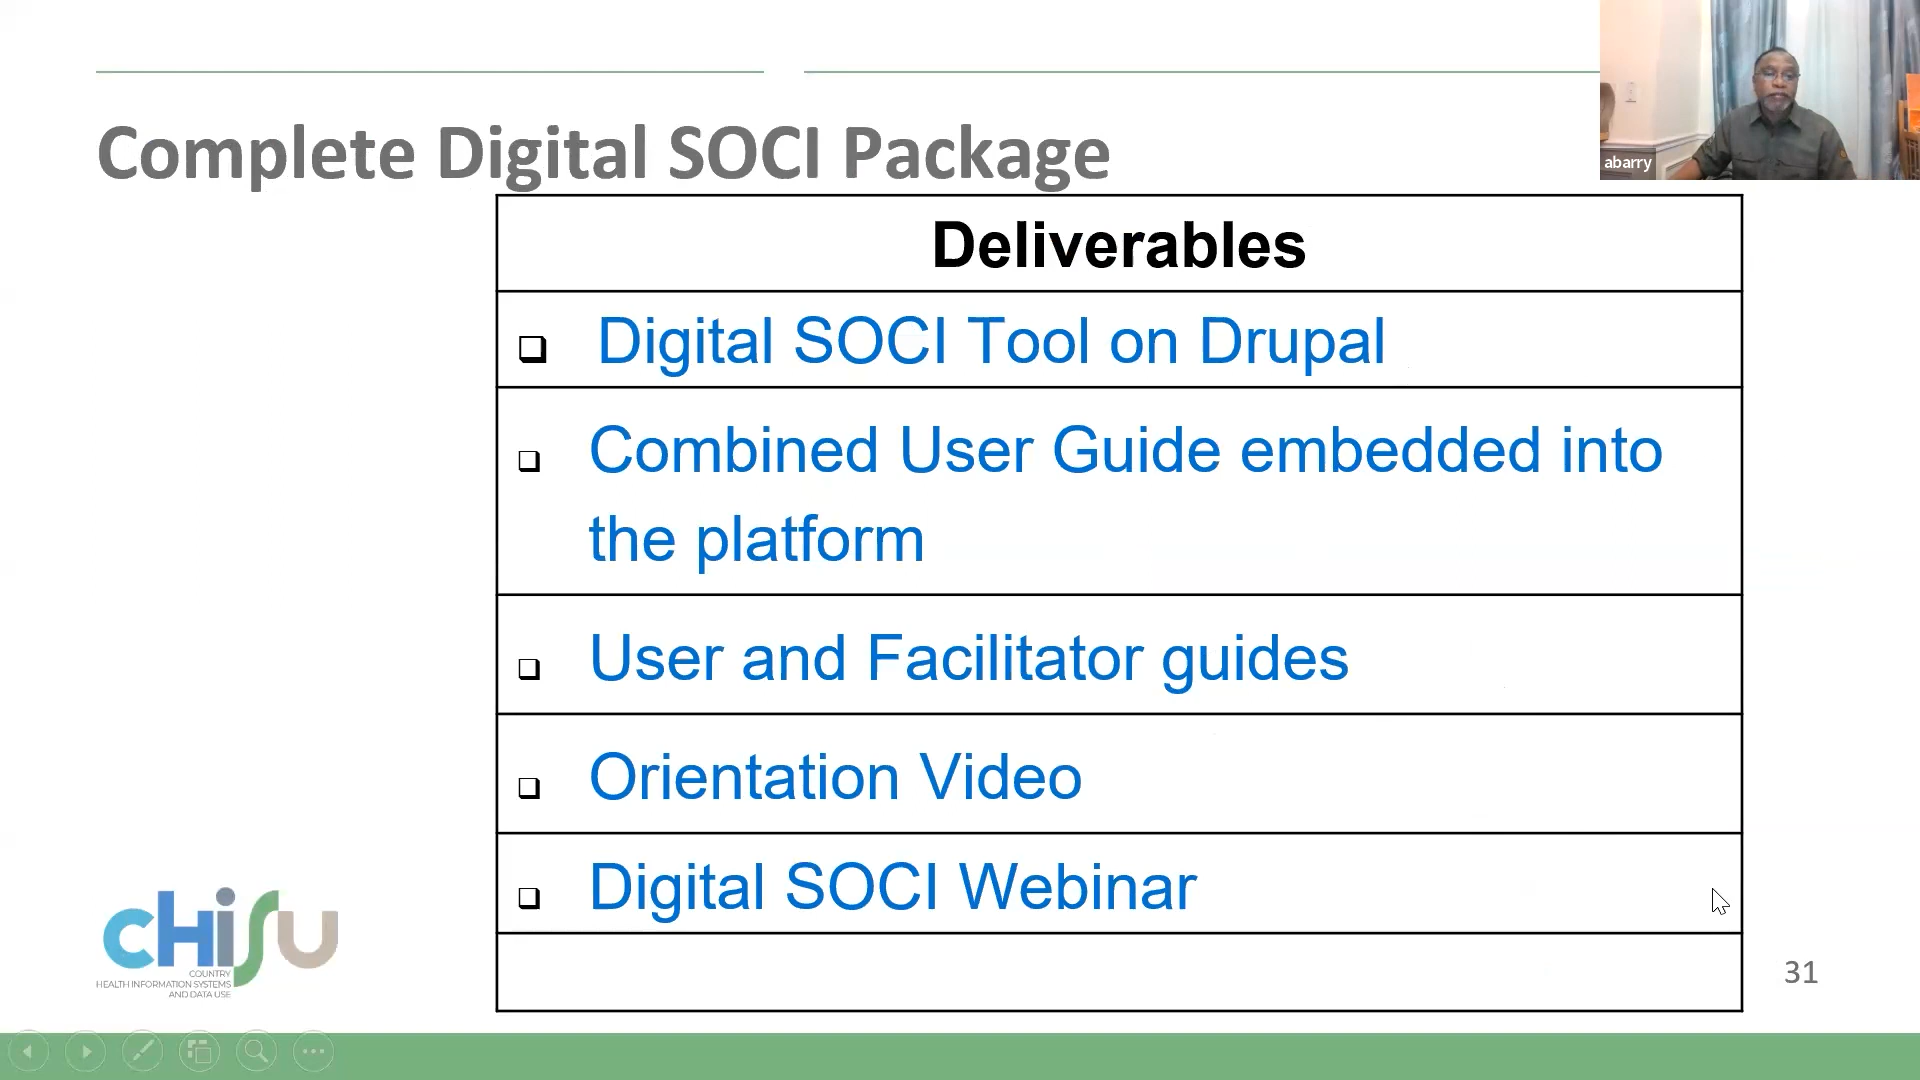 Complete Digital SOCI Package
abarry
Deliverables
Digital SOCI Tool on Drupal
Combined User Guide embedded into
the platform
User and Facilitator guides
Orientation Video
Digital SOCI Webinar
CHISU
COUNTRY
HEALTH INFORMATION SYSTEMS
AND DATA USE
31